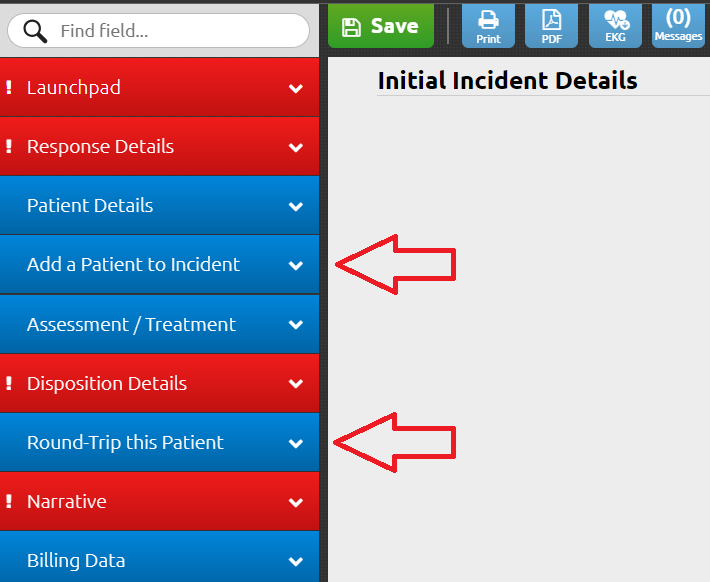 Find field...
Save
Print
PDF
EKG
(0)
Messages
! Launchpad
! Response Details
Patient Details
Add a Patient to Incident
Assessment / Treatment
! Disposition Details
Round-Trip this Patient
! Narrative
Billing Data
Initial Incident Details